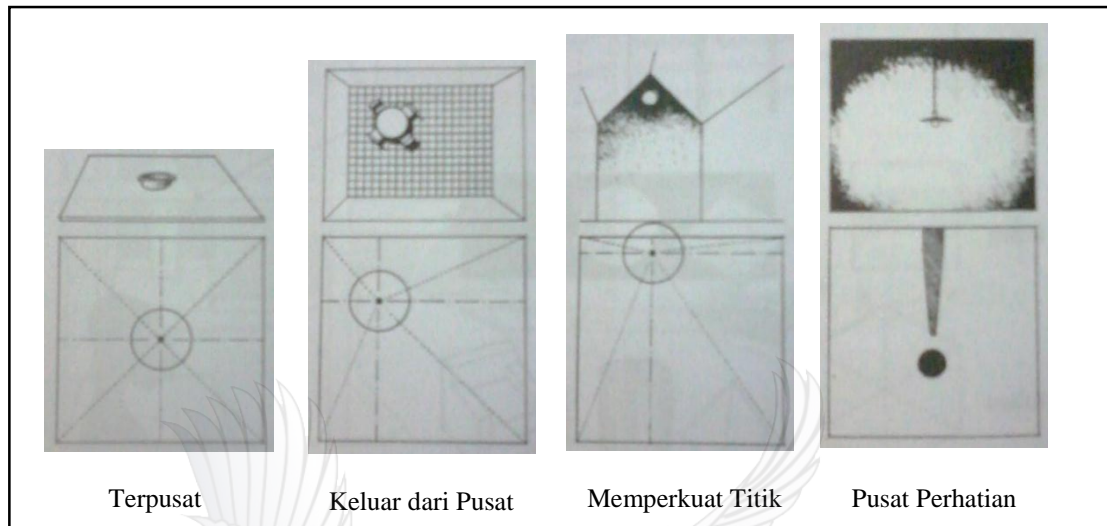 Terpusat
Keluar dari Pusat
Memperkuat Titik
Pusat Perhatian